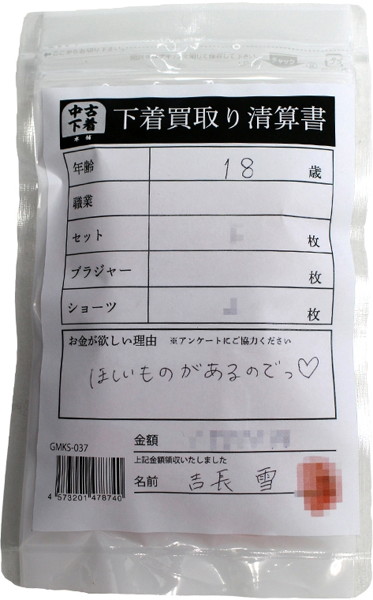 中古下着
本舗
下着買取り清算書
年齢 18 歳
職業
セット 枚
ブラジャー 枚
ショーツ 枚
お金が欲しい理由 ※アンケートにご協力ください
ほしいものがあるのでっ♡
金額
GMKS-037
上記金額領収いたしました
名前 吉長 雪
4 573201 478740